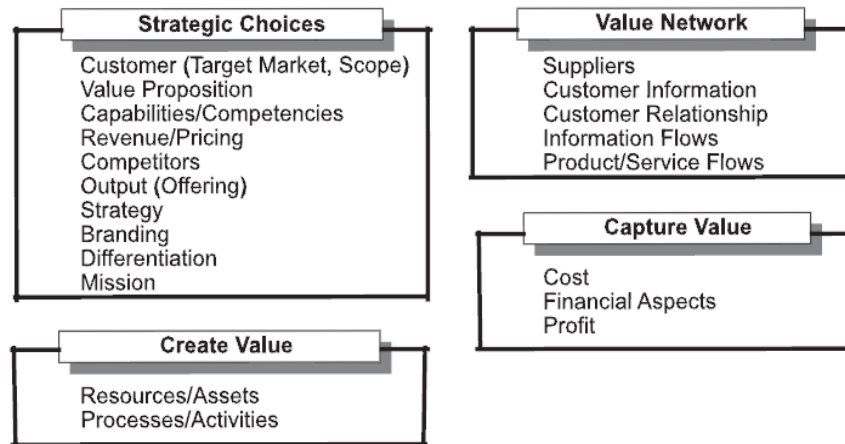 Strategic Choices
Customer (Target Market, Scope)
Value Proposition
Capabilities/Competencies
Revenue/Pricing
Competitors
Output (Offering)
Strategy
Branding
Differentiation
Mission
Create Value
Resources/Assets
Processes/Activities
Value Network
Suppliers
Customer Information
Customer Relationship
Information Flows
Product/Service Flows
Capture Value
Cost
Financial Aspects
Profit